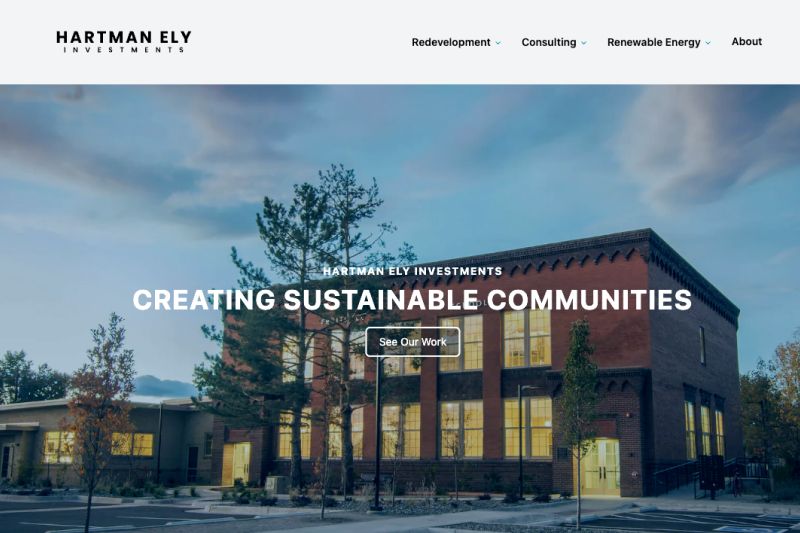 HARTMAN ELY
INVESTMENTS
Redevelopment
Consulting
Renewable Energy
About
HARTMAN ELY INVESTMENTS
CREATING SUSTAINABLE COMMUNITIES
See Our Work